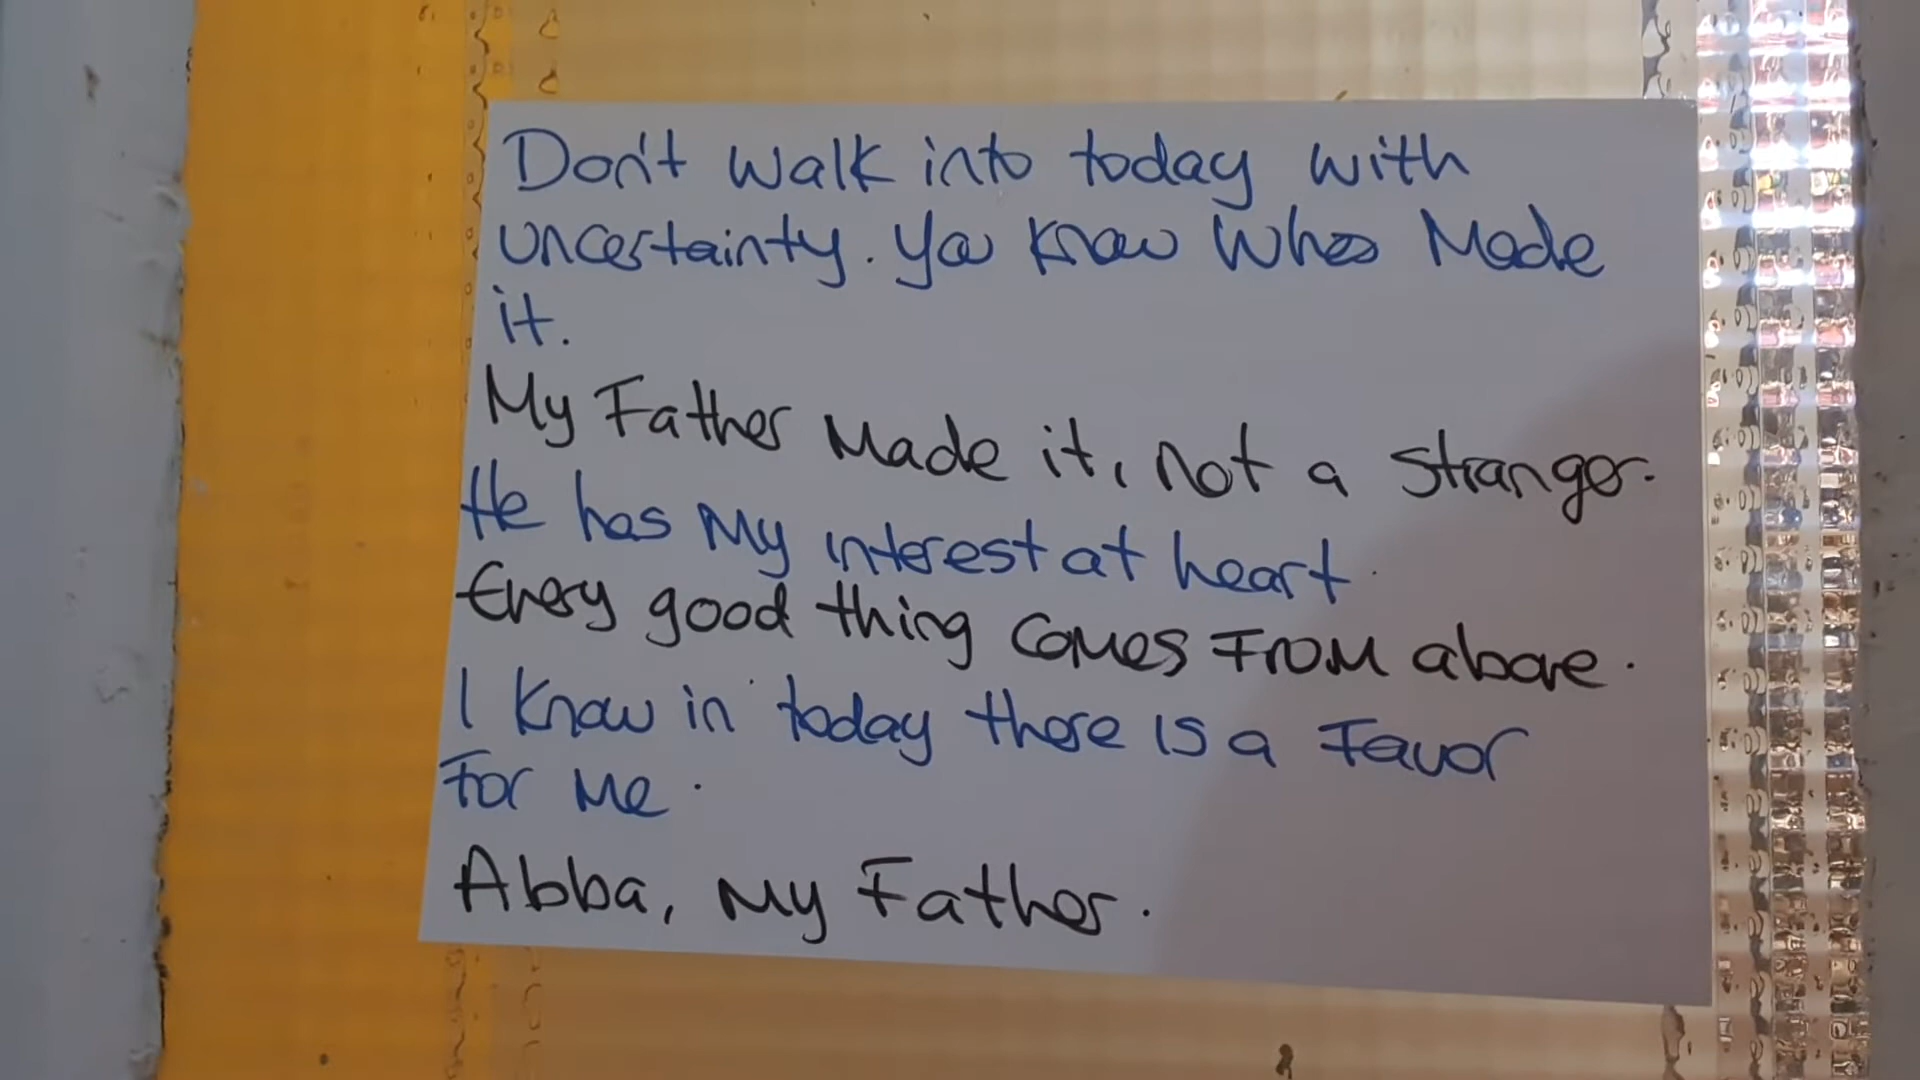 Don't walk into today with
uncertainty. You know who Made
it.
My Father Made it, not a stranger.
He has My interest at heart.
Every good thing comes From above.
I know in today there is a Favor
For Me.
Abba, My Father.